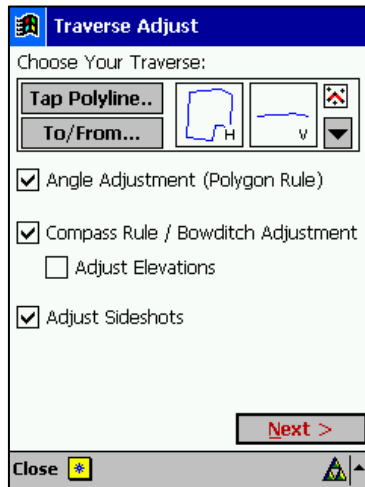 Traverse Adjust
Choose Your Traverse:
Tap Polyline..
To/From...
H
V
Angle Adjustment (Polygon Rule)
Compass Rule / Bowditch Adjustment
Adjust Elevations
Adjust Sideshots
Next >
Close